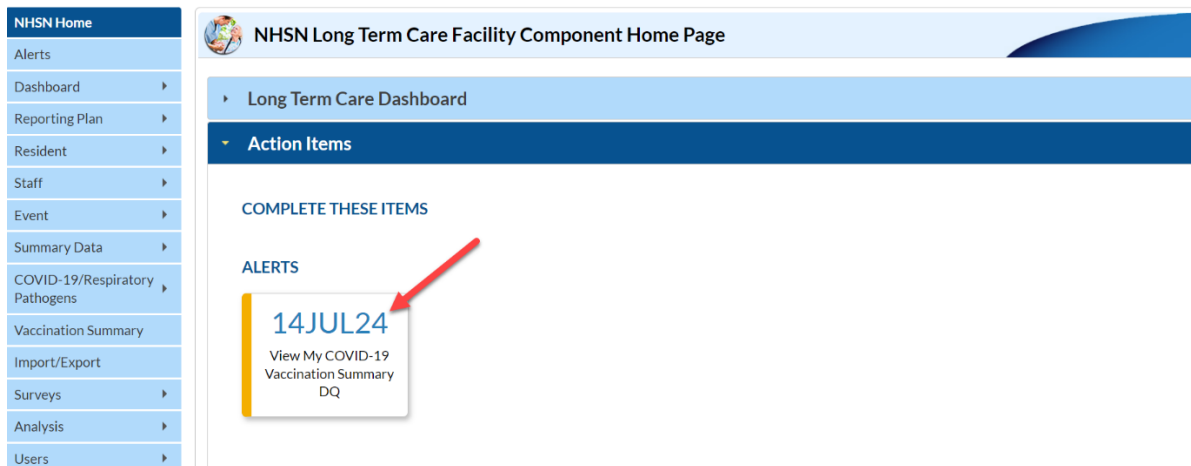 NHSN Home
Alerts
Dashboard
Reporting Plan
Resident
Staff
Event
Summary Data
COVID-19/Respiratory
Pathogens
Vaccination Summary
Import/Export
Surveys
Analysis
Users
NHSN Long Term Care Facility Component Home Page
Long Term Care Dashboard
Action Items
COMPLETE THESE ITEMS
ALERTS
14JUL24
View My COVID-19
Vaccination Summary
DQ